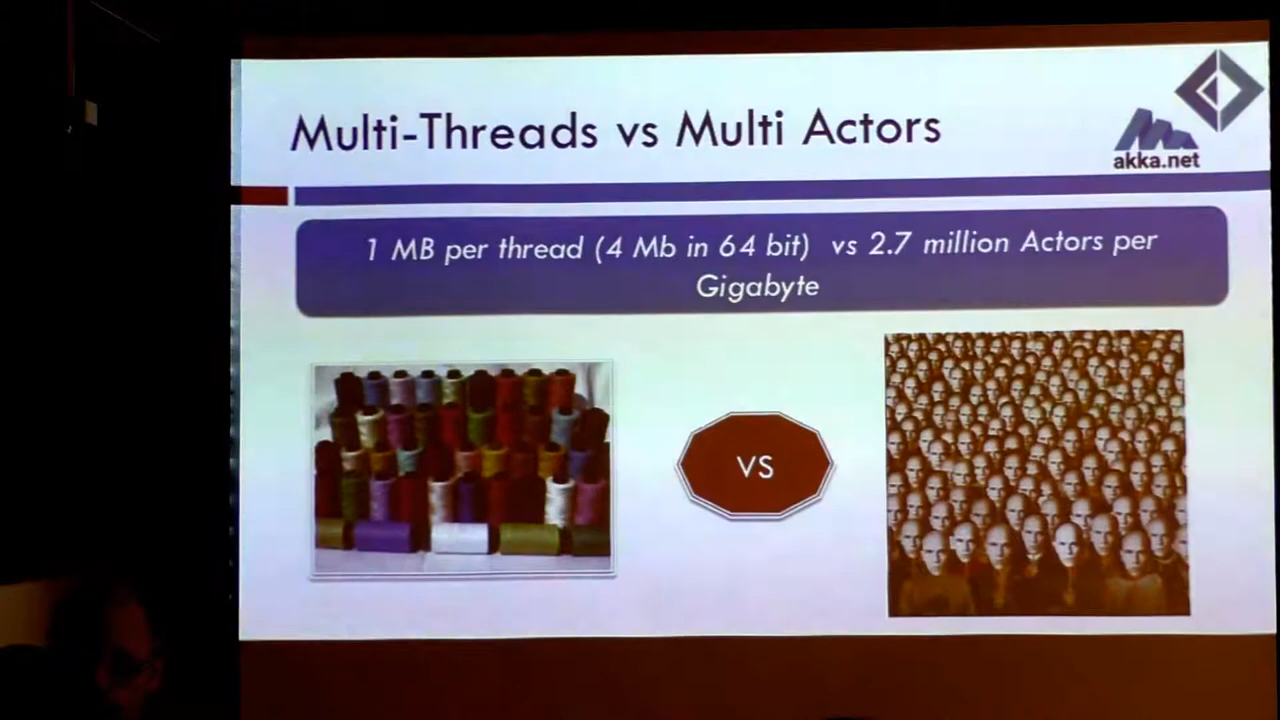 Multi-Threads vs Multi Actors
akka.net
1 MB per thread (4 Mb in 64 bit) vs 2.7 million Actors per
Gigabyte
VS